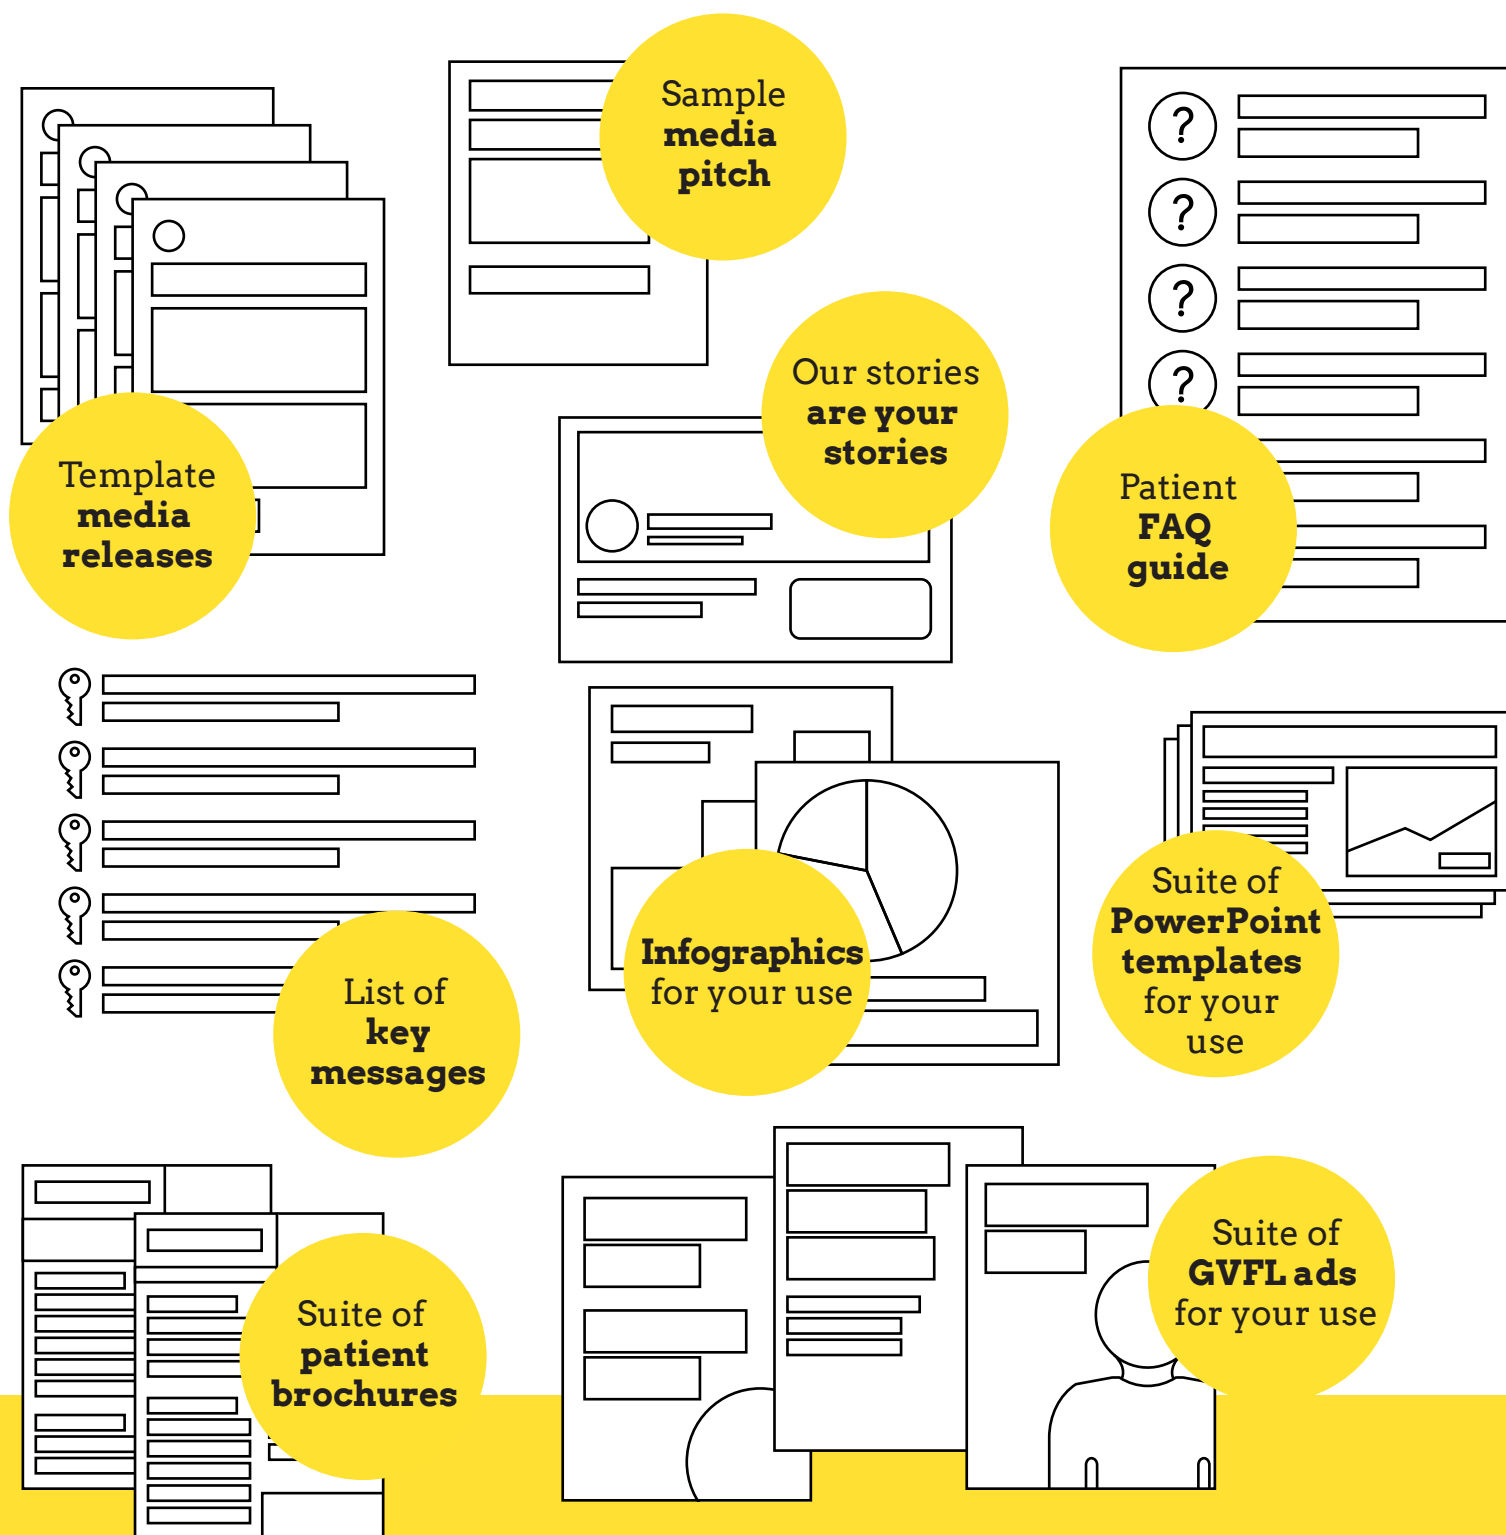 Sample
media
pitch
Our stories
are your
stories
?
?
?
?
Template
media
releases
Patient
FAQ
guide
List of
key
messages
Infographics
for your use
Suite of
PowerPoint
templates
for your
use
Suite of
patient
brochures
Suite of
GVFL ads
for your use